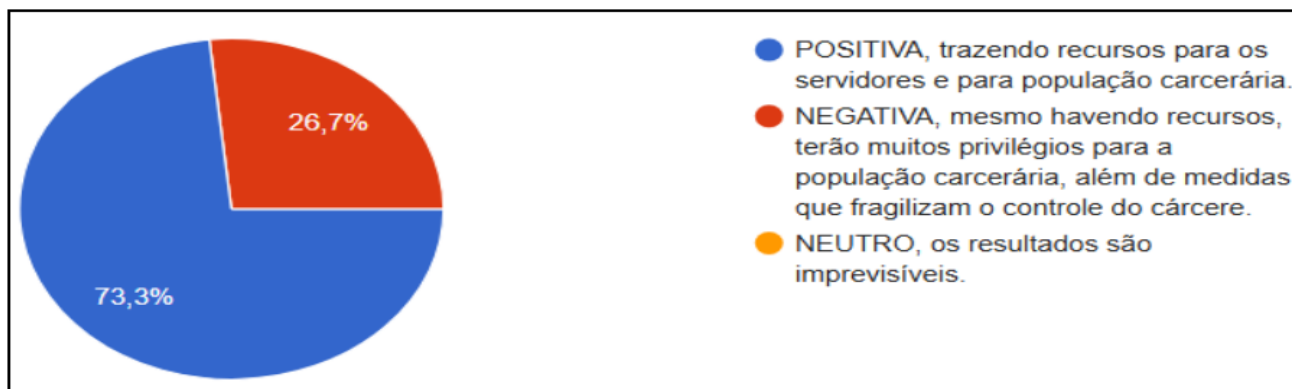 26,7%
73,3%
POSITIVA, trazendo recursos para os
servidores e para população carcerária.
NEGATIVA, mesmo havendo recursos,
terão muitos privilégios para a
população carcerária, além de medidas
que fragilizam o controle do cárcere.
NEUTRO, os resultados são
imprevisíveis.